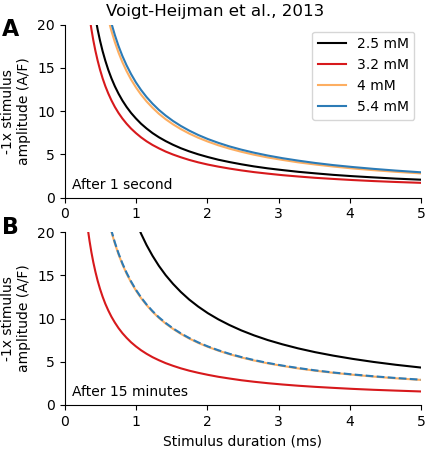 Voigt-Heijman et al., 2013
A
-1x stimulus
amplitude (A/F)
20
15
10
5
0
2.5 mM
3.2 mM
4 mM
5.4 mM
After 1 second
0 1 2 3 4 5
B
-1x stimulus
amplitude (A/F)
20
15
10
5
0
After 15 minutes
0 1 2 3 4 5
Stimulus duration (ms)